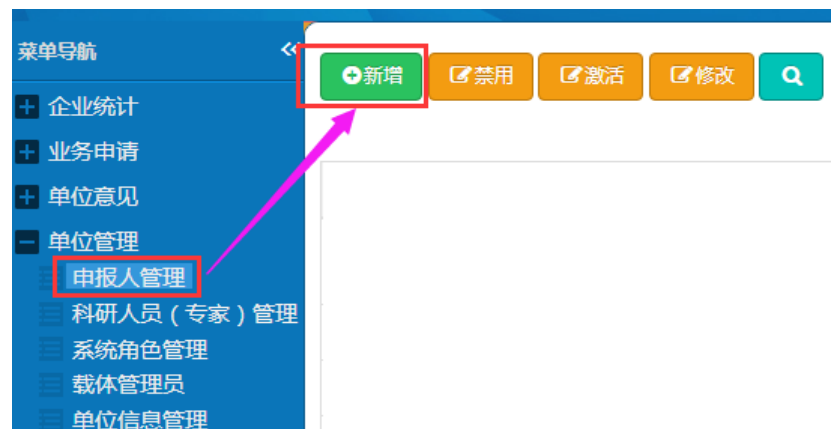 菜单导航
新增 禁用 激活 修改
企业统计
业务申请
单位意见
单位管理
申报人管理
科研人员（专家）管理
系统角色管理
载体管理员
单位信息管理